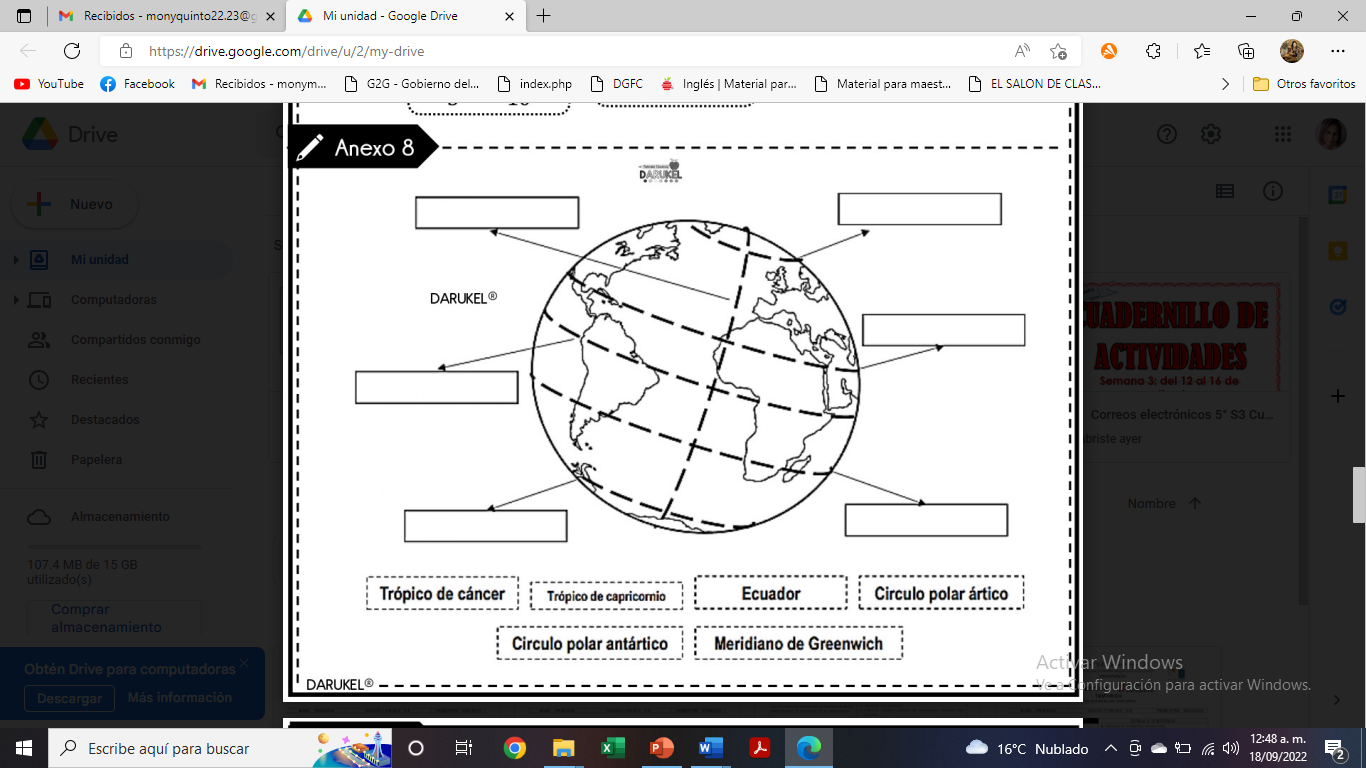 Recibidos - monyquinto22.23@g
Mi unidad - Google Drive
https://drive.google.com/drive/u/2/my-drive
YouTube
Facebook
Recibidos - monym...
G2G - Gobierno del...
index.php
DGFC
Inglés | Material par...
Material para maest...
EL SALON DE CLAS...
Otros favoritos
Drive
Anexo 8
DARUKEL
Nuevo
Mi unidad
Computadoras
Compartidos conmigo
Recientes
Destacados
Papelera
Almacenamiento
107.4 MB de 15 GB
utilizado(s)
Comprar
almacenamiento
Obtén Drive para computadoras
Descargar
Más información
DARUKEL®
Trópico de cáncer
Trópico de capricornio
Ecuador
Circulo polar ártico
Circulo polar antártico
Meridiano de Greenwich
DARUKEL®
CUADERNILLO DE
ACTIVIDADES
Semana 3: del 12 al 16 de
Correos electrónicos 5° S3 Cu...
briste ayer
Nombre
Activar Windows
Ve a Configuración para activar Windows.
Escribe aquí para buscar
16°C Nublado
12:48 a. m.
18/09/2022
2